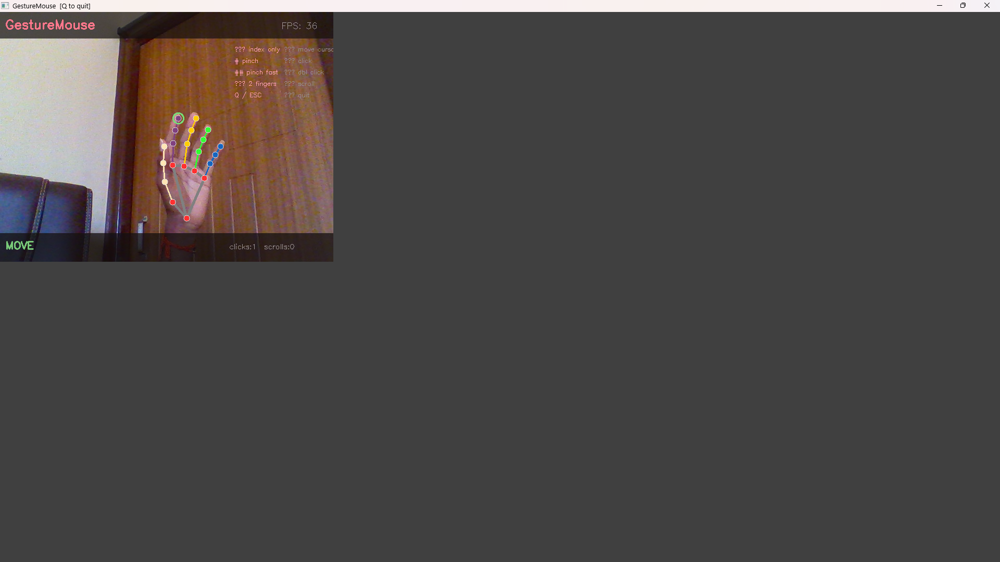 GestureMouse [Q to quit]
GestureMouse FPS: 36
??? index only ??? move curso
# pinch ??? click
## pinch fast ??? dbl click
??? 2 fingers ??? scroll
Q / ESC ??? quit
MOVE clicks:1 scrolls:0